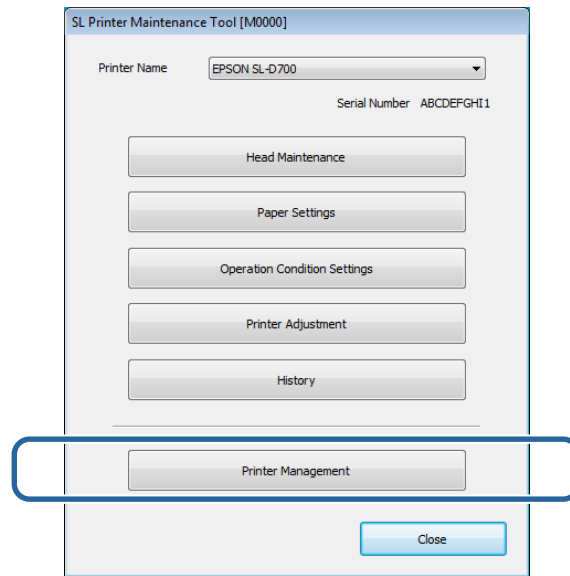 SL Printer Maintenance Tool [M0000]
Printer Name EPSON SL-D700
Serial Number ABCDEFGHI1
Head Maintenance
Paper Settings
Operation Condition Settings
Printer Adjustment
History
Printer Management
Close